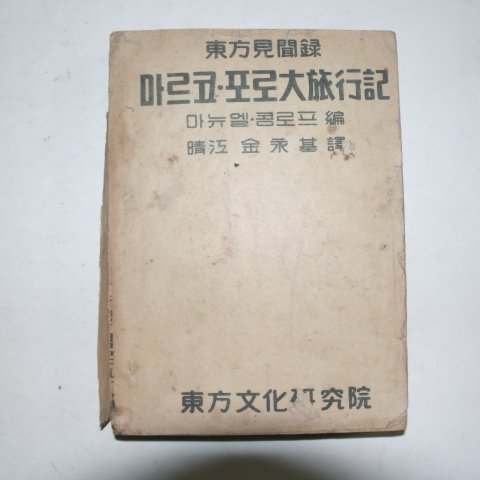 東方見聞録
마르코·포로大旅行記
마뉴엘·콤로프 編
晴江 金永基 譯
東方文化研究院